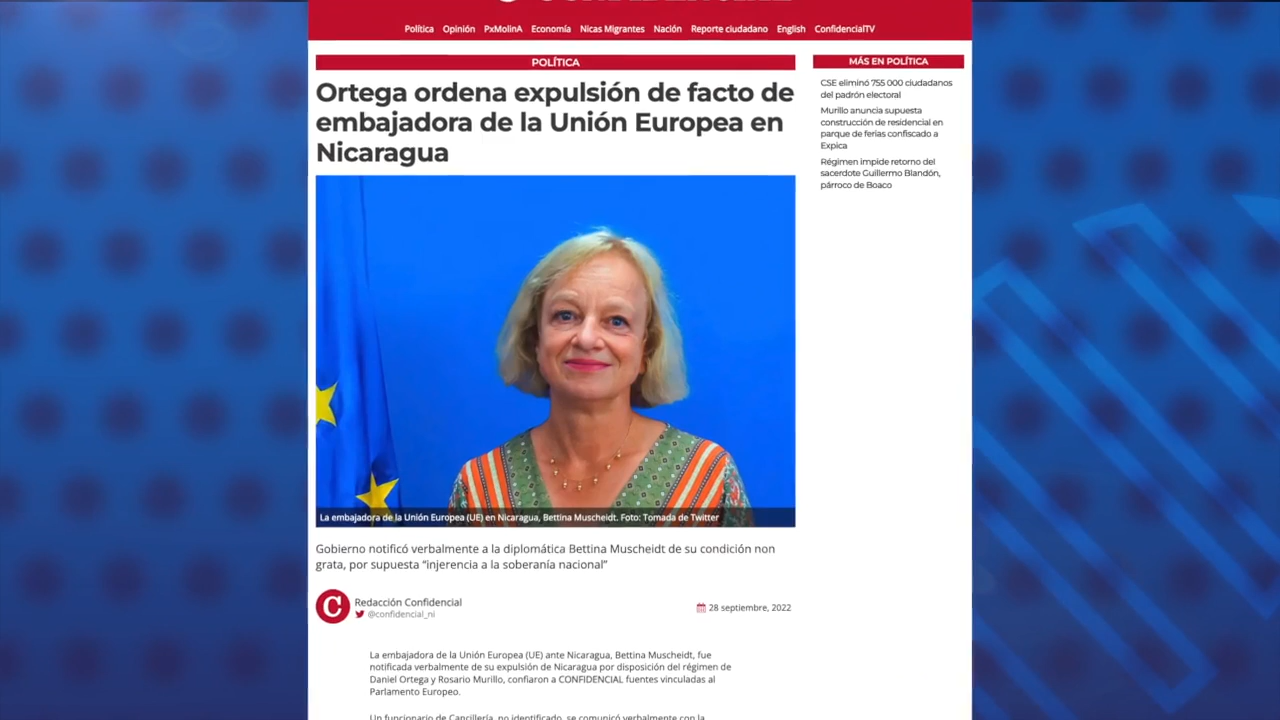 Política Opinión PxMolinA Economía Nicas Migrantes Nación Reporte ciudadano English ConfidencialTV
POLÍTICA
Ortega ordena expulsión de facto de
embajadora de la Unión Europea en
Nicaragua
La embajadora de la Unión Europea (UE) en Nicaragua, Bettina Muscheidt. Foto: Tomada de Twitter
Gobierno notificó verbalmente a la diplomática Bettina Muscheidt de su condición non
grata, por supuesta “injerencia a la soberanía nacional”
C
Redacción Confidencial
@confidencial_ni
28 septiembre, 2022
La embajadora de la Unión Europea (UE) ante Nicaragua, Bettina Muscheidt, fue
notificada verbalmente de su expulsión de Nicaragua por disposición del régimen de
Daniel Ortega y Rosario Murillo, confiaron a CONFIDENCIAL fuentes vinculadas al
Parlamento Europeo.
Un funcionario de Cancillería, no identificado, se comunicó verbalmente con la
MÁS EN POLÍTICA
CSE eliminó 755 000 ciudadanos
del padrón electoral
Murillo anuncia supuesta
construcción de residencial en
parque de ferias confiscado a
Expica
Régimen impide retorno del
sacerdote Guillermo Blandón,
párroco de Boaco